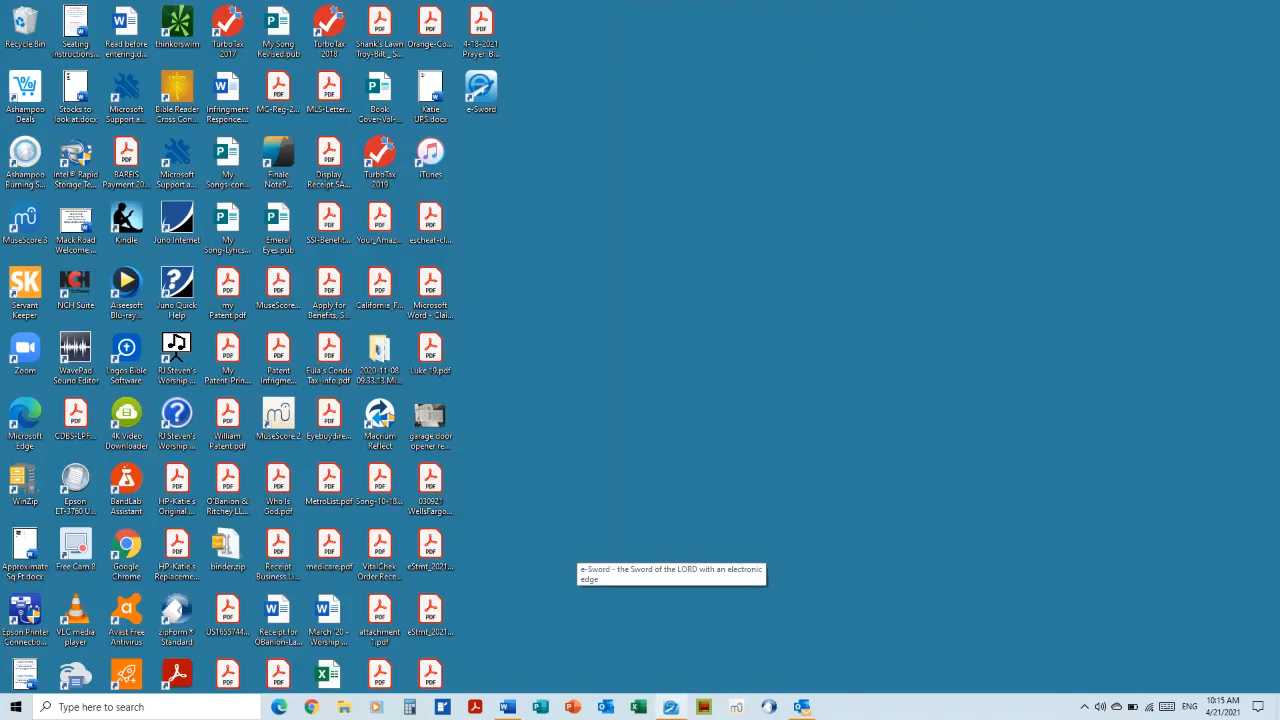 Recycle Bin
Seating
Instructions...
Read before
entering.d...
thinkorswim
TurboTax
2017
My Song
Revised.pub
TurboTax
2018
Shank's Lawn
Troy-Bilt _ S...
Orange-Co...
4-18-2021
Prayer B...
Ashampoo
Deals
Stocks to
look at.docx
Microsoft
Support a...
Bible Reader
Cross Con...
Infringment
Responce....
MC-Reg-2...
MLS-Letter...
Book
Cover-Vol-...
Katie
UPS.docx
e-Sword
Ashampoo
Burning S...
Intel® Rapid
Storage Te...
BAREIS
Payment 20...
Microsoft
Support a...
My
Songs-con...
Finale
NoteP...
Display
Receipt SA...
TurboTax
2019
iTunes
MuseScore 3
Mack Road
Welcome ...
Kindle
Juno Internet
My
Song-Lyrics...
Emeral
Eyes.pub
SSI-Benefit...
Your_Amaz...
escheat-cl...
Servant
Keeper
NCH Suite
Aiseesoft
Blu-ray...
Juno Quick
Help
my
Patent.pdf
MuseScore...
Apply for
Benefits, S...
California_F...
Microsoft
Word - Clai...
Zoom
WavePad
Sound Editor
Logos Bible
Software
PJ Steven's
Worship ...
My
Patent-Prin...
Patent
Infrigme...
Eula's Condo
Tax-info.pdf
2020-11-08
09.33.13 Mi...
Luke 19.pdf
Microsoft
Edge
CDBS-LPF...
4K Video
Downloader
PJ Steven's
Worship ...
William
Patent.pdf
MuseScore 2
Eyebuydire...
Macrium
Reflect
garage door
opener re...
WinZip
Epson
ET-3760 U...
BandLab
Assistant
HP-Katie's
Original ...
O'Banion &
Ritchey LL...
Who Is
God.pdf
MetroList.pdf
Song-10-18...
030921
WellsFargo...
Approximate
Sq Ft.docx
Free Cam 8
Google
Chrome
HP-Katie's
Replaceme...
binder.zip
Receipt
Business Li...
medicare.pdf
VitalChek
Order Rece...
eStmt_2021...
e-Sword - the Sword of the LORD with an electronic
edge
Epson Printer
Connectio...
VLC media
player
Avast Free
Antivirus
zipForm®
Standard
US1655744...
Receipt for
OBanion-La...
March '20 -
Worship ...
attachment
1.pdf
eStmt_2021...
Type here to search
ENG
10:15 AM
4/21/2021